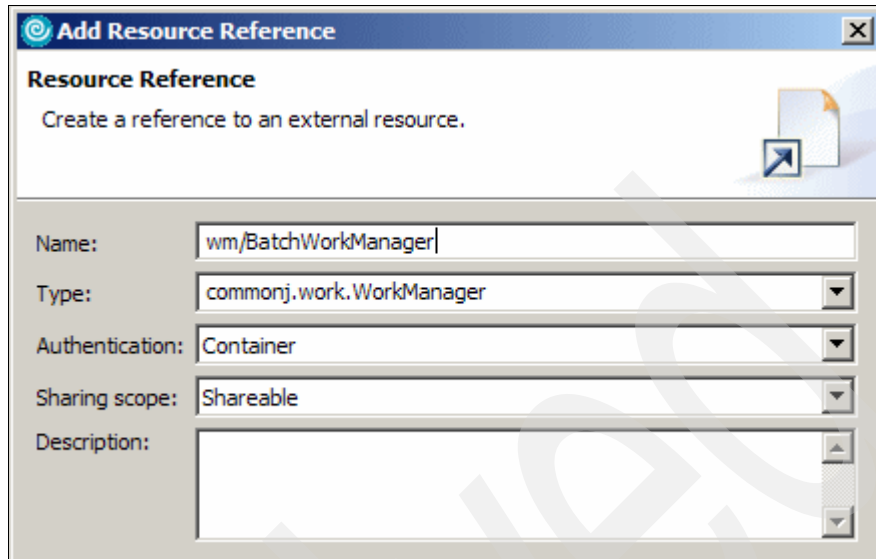 Add Resource Reference
Resource Reference
Create a reference to an external resource.
Name: wm/BatchWorkManager
Type: commonj.work.WorkManager
Authentication: Container
Sharing scope: Shareable
Description: